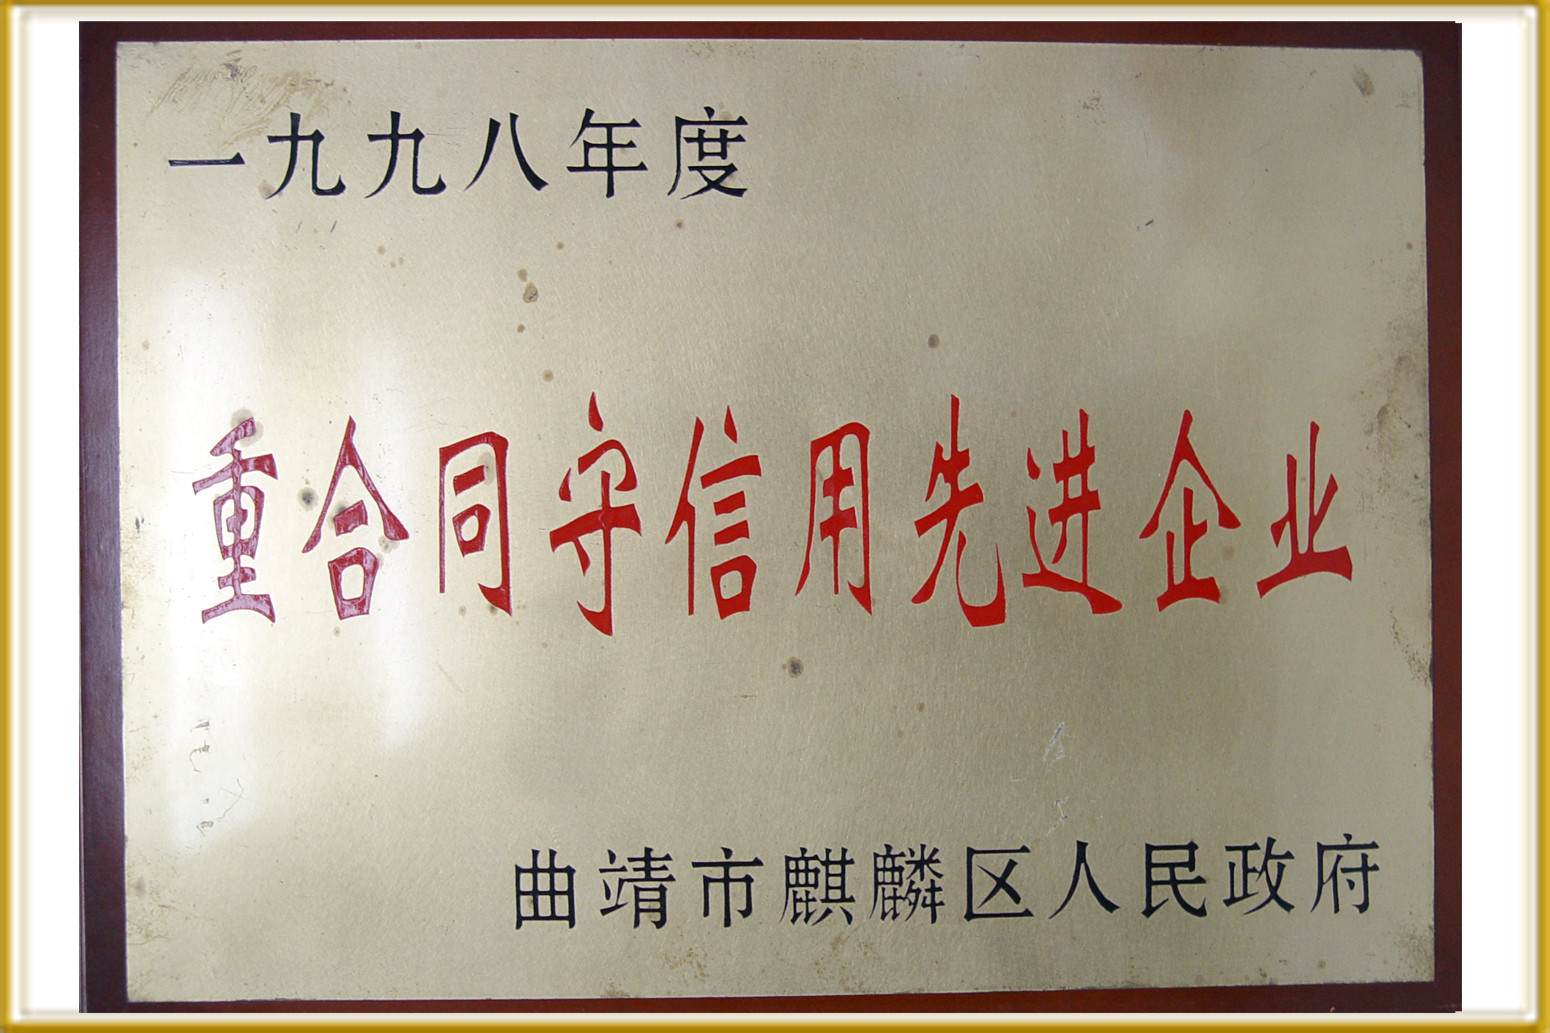 一九九八年度
重合同守信用先进企业
曲靖市麒麟区人民政府